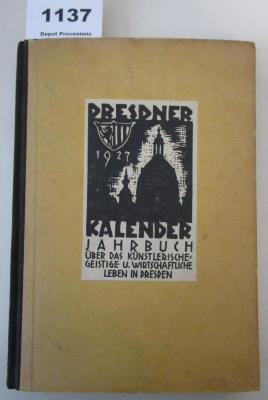 1137
Depot Provenienz
DRESDNER
1927
KALENDER
JAHRBUCH
ÜBER DAS KÜNSTLERISCHE-
GEISTIGE U. WIRTSCHAFTLICHE
LEBEN IN DRESDEN